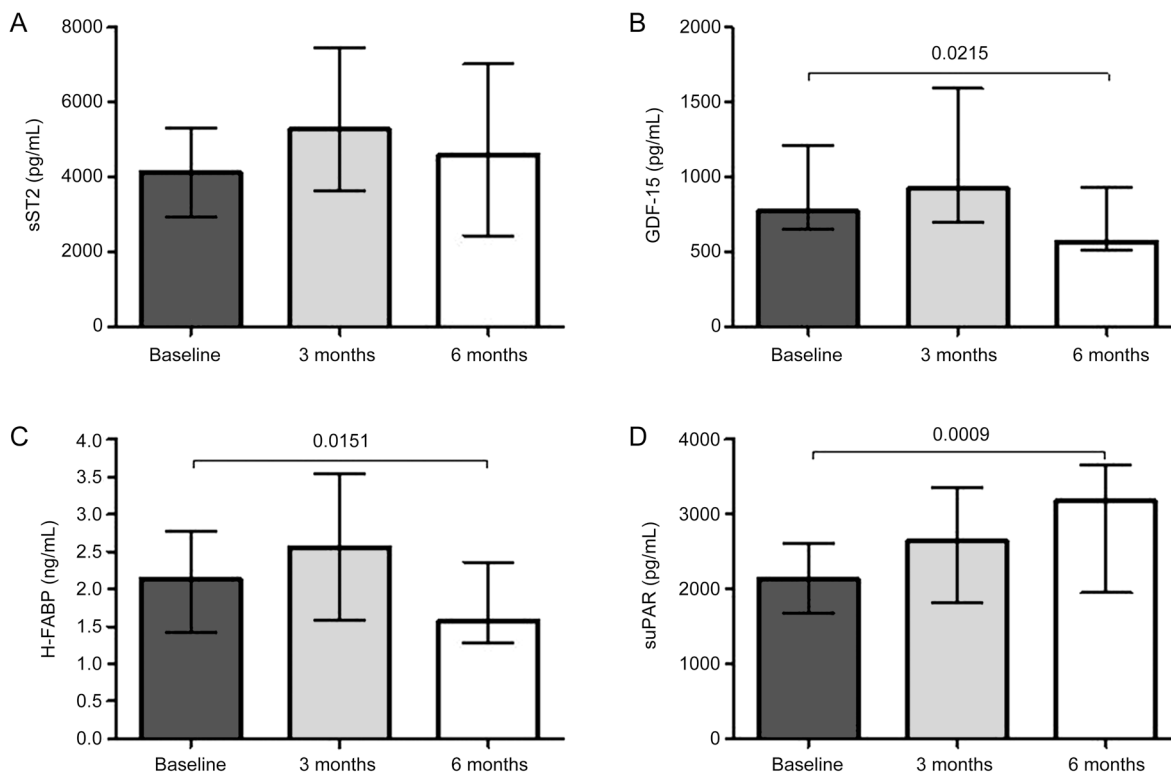 A
sST2 (pg/mL)
8000
6000
4000
2000
0
Baseline
3 months
6 months
B
GDF-15 (pg/mL)
2000
1500
1000
500
0
0.0215
Baseline
3 months
6 months
C
H-FABP (ng/mL)
4.0
3.5
3.0
2.5
2.0
1.5
1.0
0.5
0.0
0.0151
Baseline
3 months
6 months
D
suPAR (pg/mL)
4000
3000
2000
1000
0
0.0009
Baseline
3 months
6 months